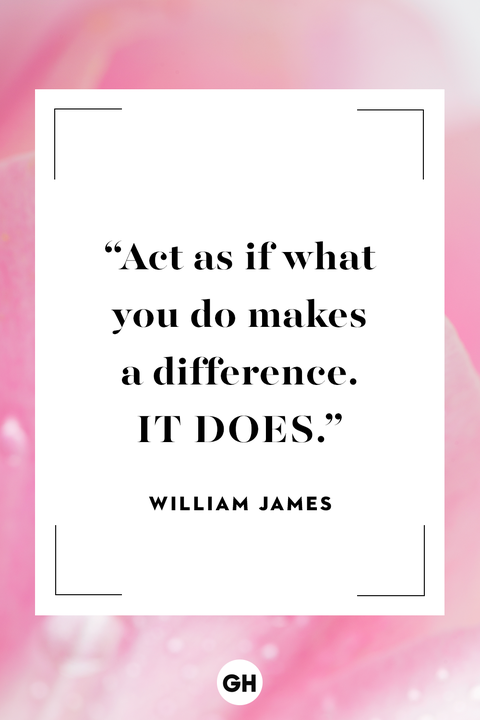 “Act as if what
you do makes
a difference.
IT DOES.”
WILLIAM JAMES
GH